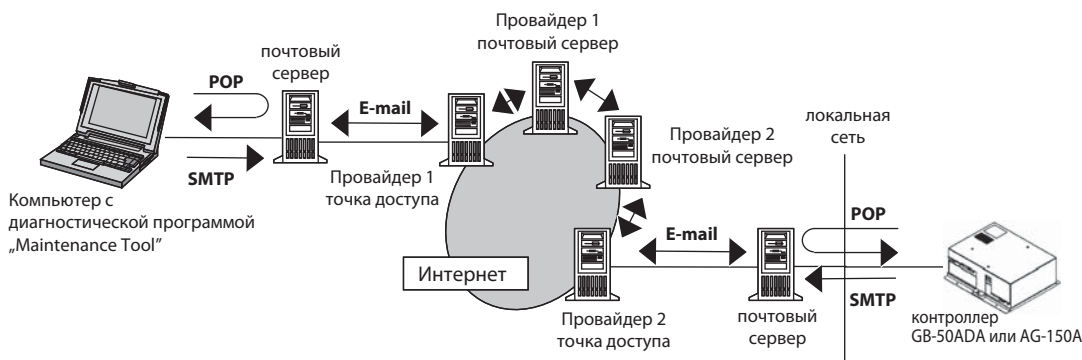 Провайдер 1
почтовый сервер
почтовый
сервер
POP
E-mail
SMTP
Провайдер 1
точка доступа
Компьютер с
диагностической программой
„Maintenance Tool”
Провайдер 2
почтовый сервер
локальная
сеть
Интернет
E-mail
POP
SMTP
Провайдер 2
точка доступа
почтовый
сервер
контроллер
GB-50ADA или AG-150A